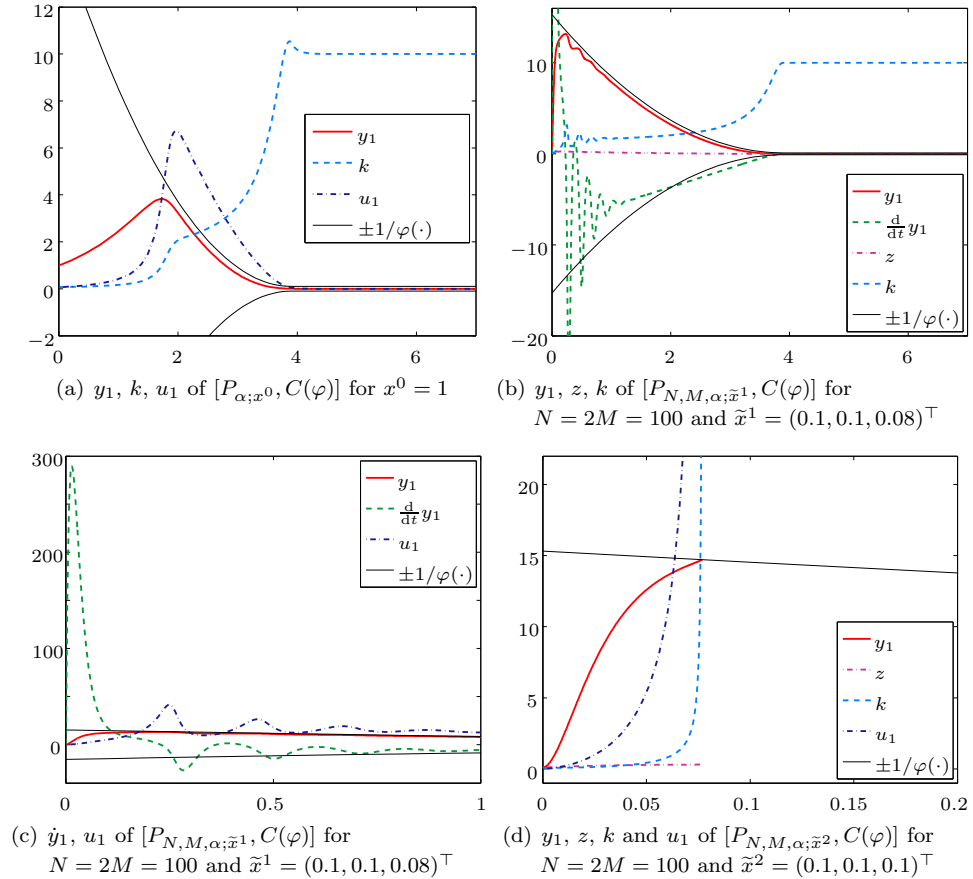 12
10
8
6
4
2
0
−2
0 2 4 6
y₁
k
u₁
±1/φ(·)
(a) y₁, k, u₁ of [P_{α;x⁰}, C(φ)] for x⁰ = 1
10
0
−10
−20
0 2 4 6
y₁
d/dt y₁
z
k
±1/φ(·)
(b) y₁, z, k of [P_{N,M,α;x̃¹}, C(φ)] for
N = 2M = 100 and x̃¹ = (0.1, 0.1, 0.08)^⊤
300
200
100
0
0 0.5 1
y₁
d/dt y₁
u₁
±1/φ(·)
(c) ẏ₁, u₁ of [P_{N,M,α;x̃¹}, C(φ)] for
N = 2M = 100 and x̃¹ = (0.1, 0.1, 0.08)^⊤
20
15
10
5
0
0 0.05 0.1 0.15 0.2
y₁
z
k
u₁
±1/φ(·)
(d) y₁, z, k and u₁ of [P_{N,M,α;x̃²}, C(φ)] for
N = 2M = 100 and x̃² = (0.1, 0.1, 0.1)^⊤